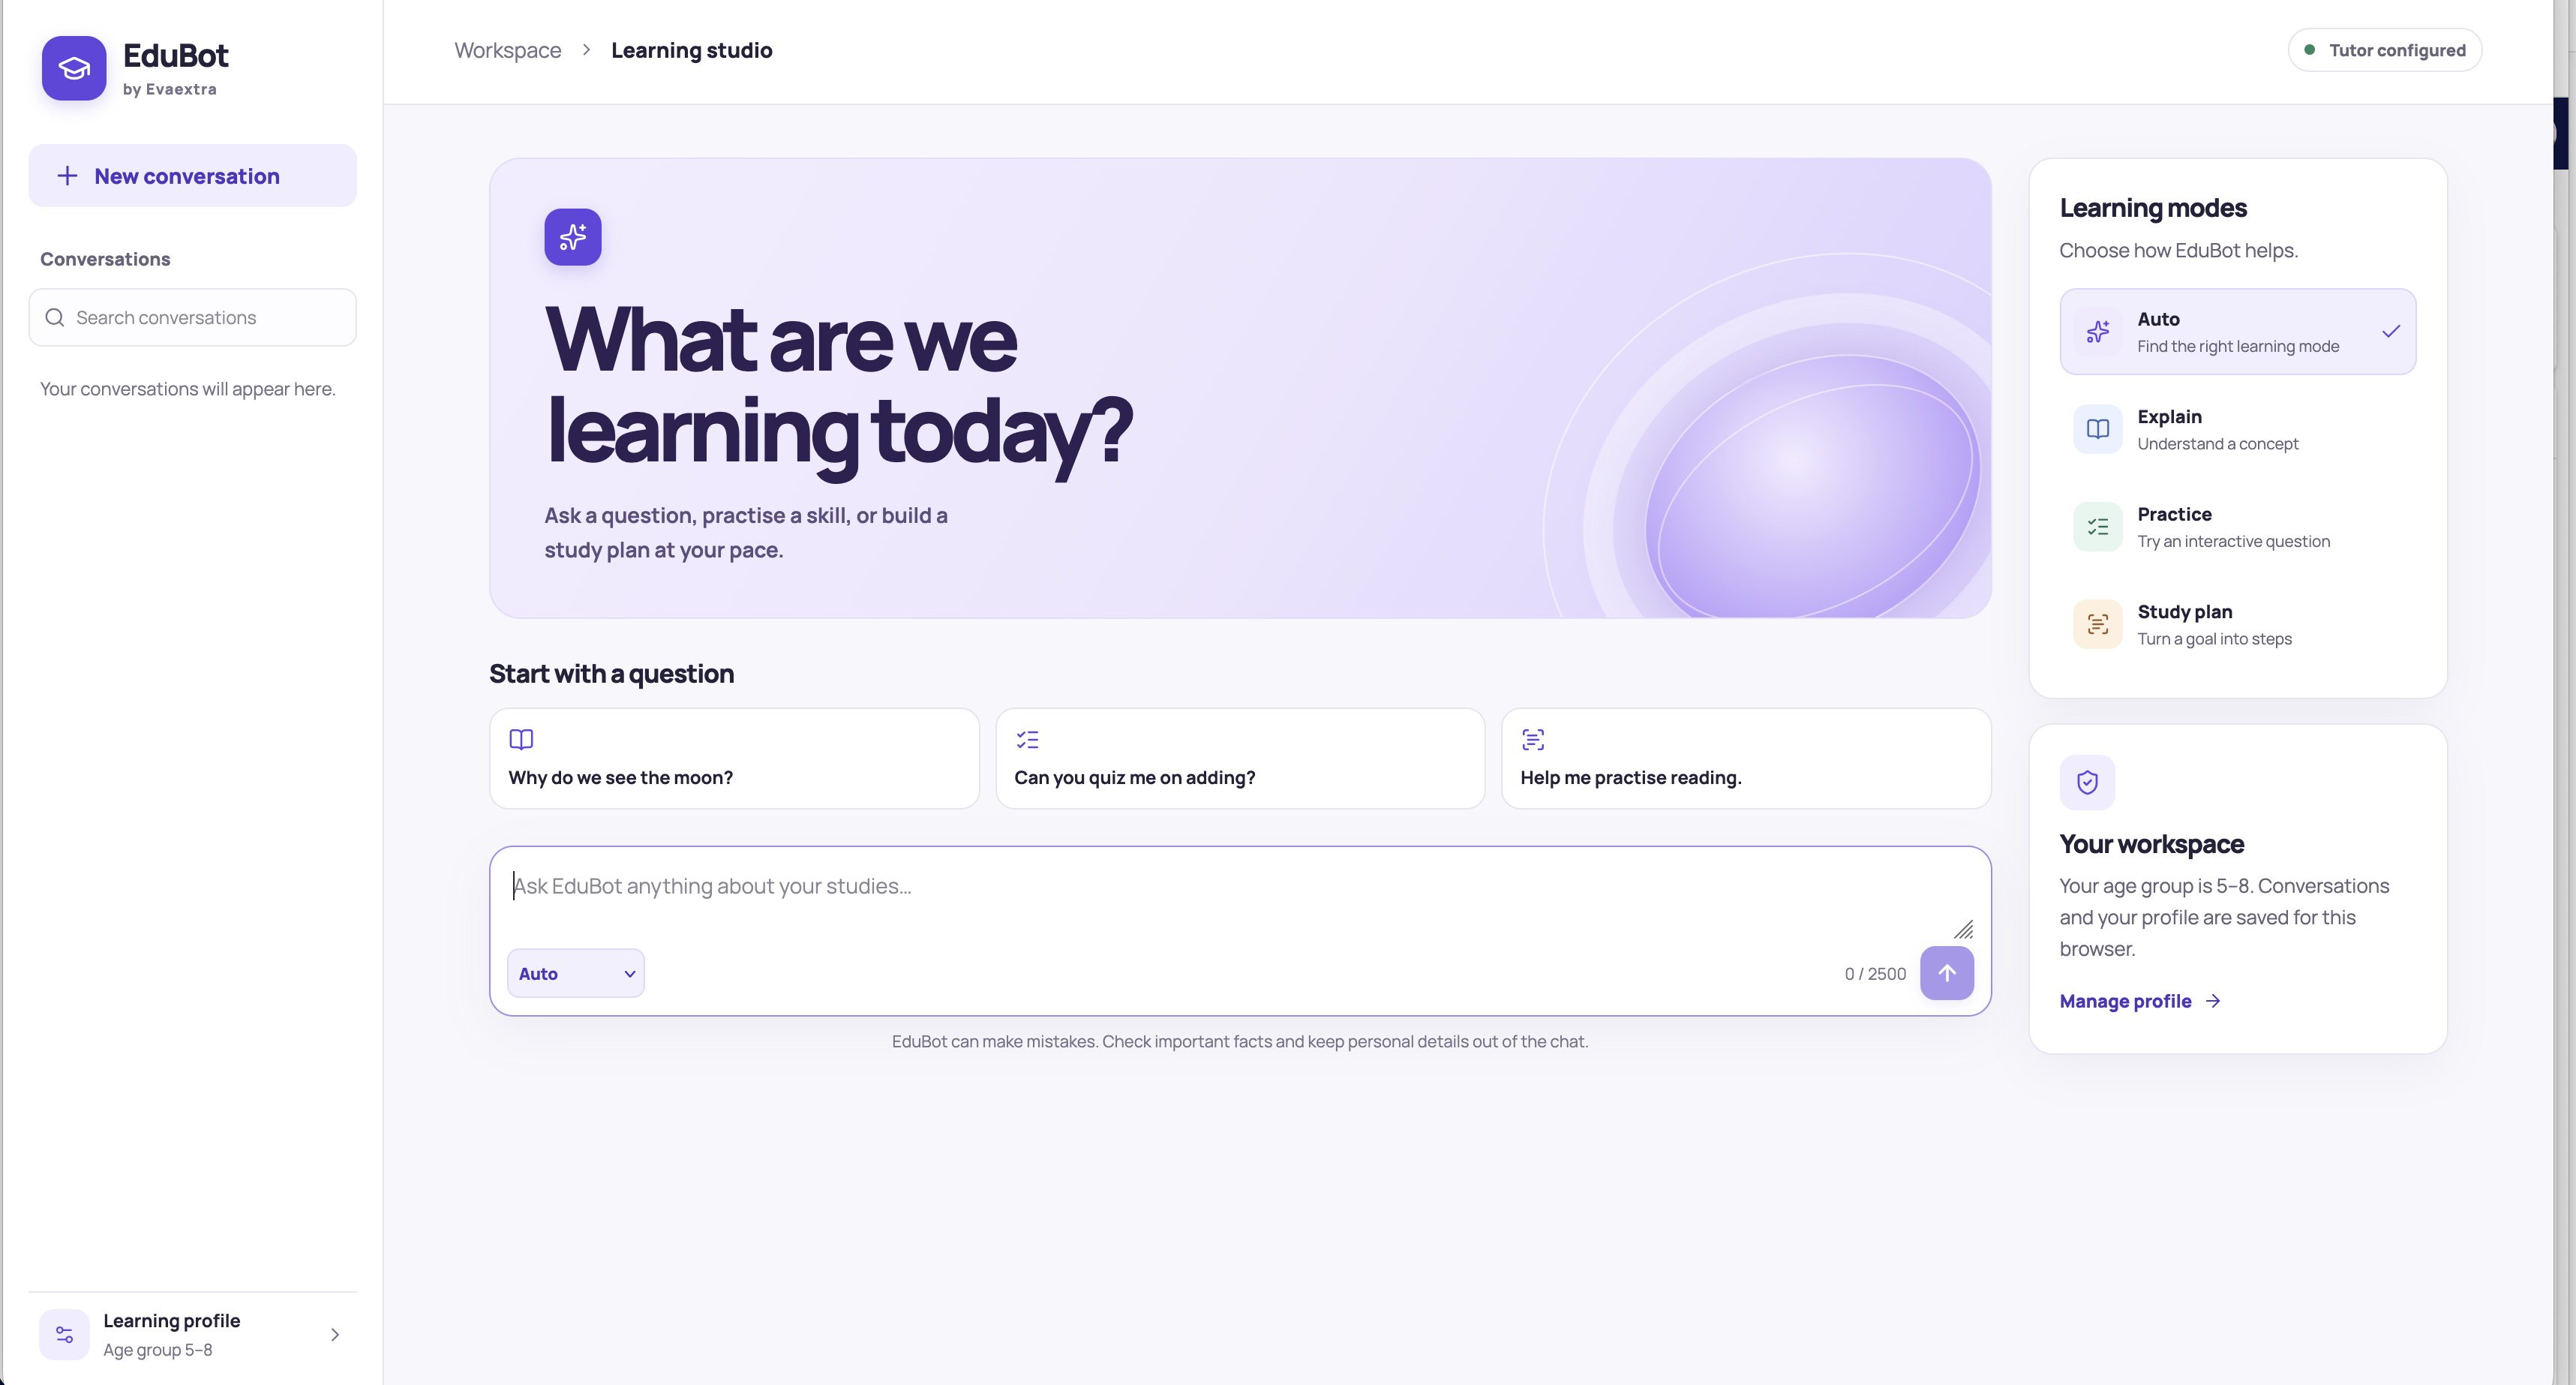 EduBot
by Evaextra
New conversation
Conversations
Search conversations
Your conversations will appear here.
Learning profile
Age group 5–8
Workspace
Learning studio
Tutor configured
What are we
learning today?
Ask a question, practise a skill, or build a
study plan at your pace.
Start with a question
Why do we see the moon?
Can you quiz me on adding?
Help me practise reading.
Ask EduBot anything about your studies...
Auto
0 / 2500
EduBot can make mistakes. Check important facts and keep personal details out of the chat.
Learning modes
Choose how EduBot helps.
Auto
Find the right learning mode
Explain
Understand a concept
Practice
Try an interactive question
Study plan
Turn a goal into steps
Your workspace
Your age group is 5–8. Conversations
and your profile are saved for this
browser.
Manage profile